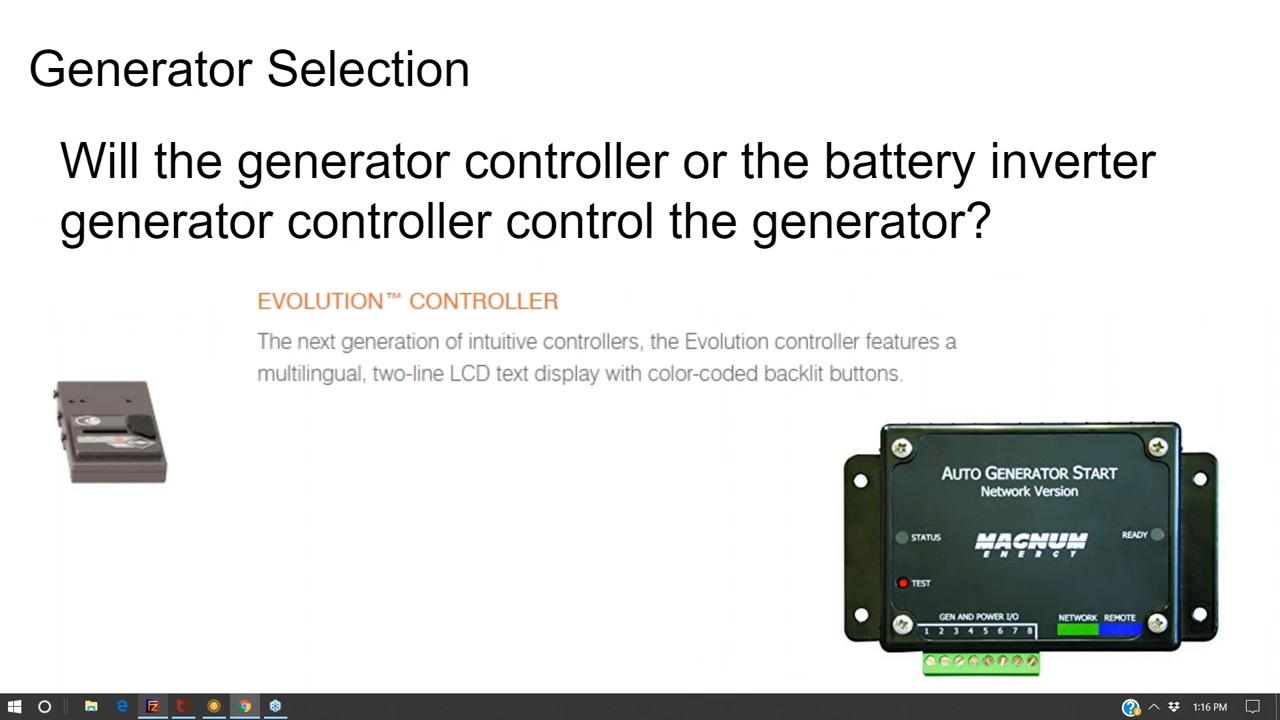 Generator Selection
Will the generator controller or the battery inverter
generator controller control the generator?
EVOLUTION™ CONTROLLER
The next generation of intuitive controllers, the Evolution controller features a
multilingual, two-line LCD text display with color-coded backlit buttons.
AUTO GENERATOR START
Network Version
STATUS
MAGNUM
ENERGY
READY
TEST
GEN AND POWER I/O
NETWORK REMOTE
1 2 3 4 5 6 7 8
1:16 PM